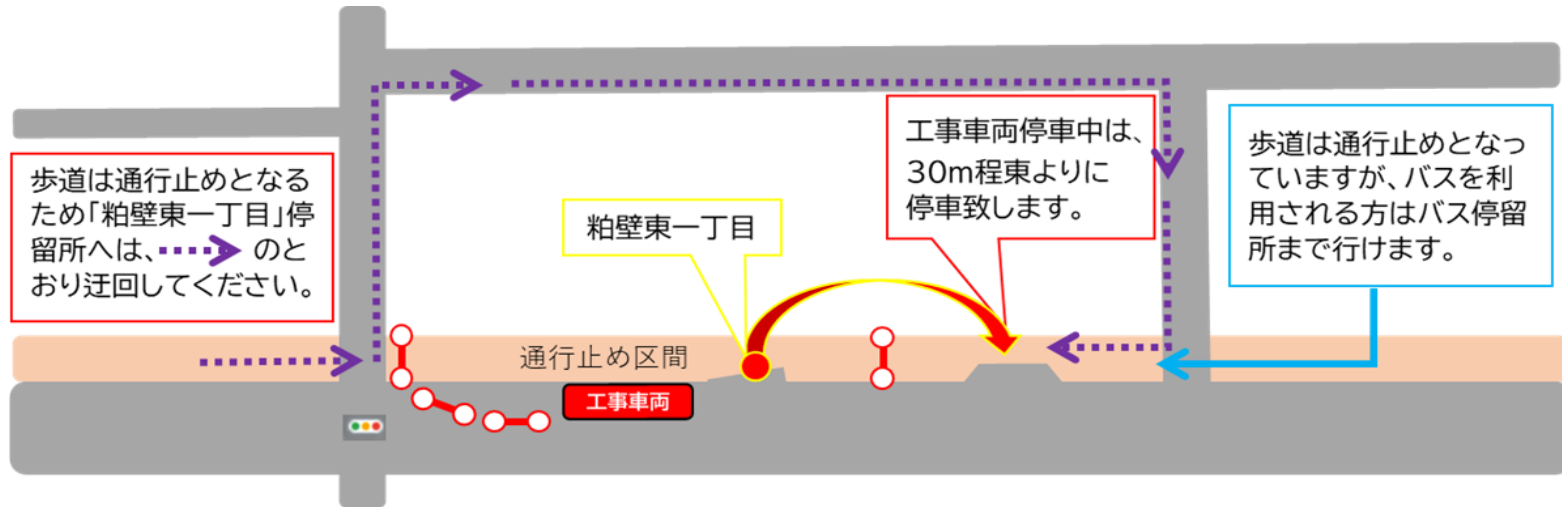 歩道は通行止めとなる
ため「粕壁東一丁目」停
留所へは、 のと
おり迂回してください。
粕壁東一丁目
工事車両停車中は、
30m程東よりに
停車致します。
歩道は通行止めとなっ
ていますが、バスを利
用される方はバス停留
所まで行けます。
通行止め区間
工事車両